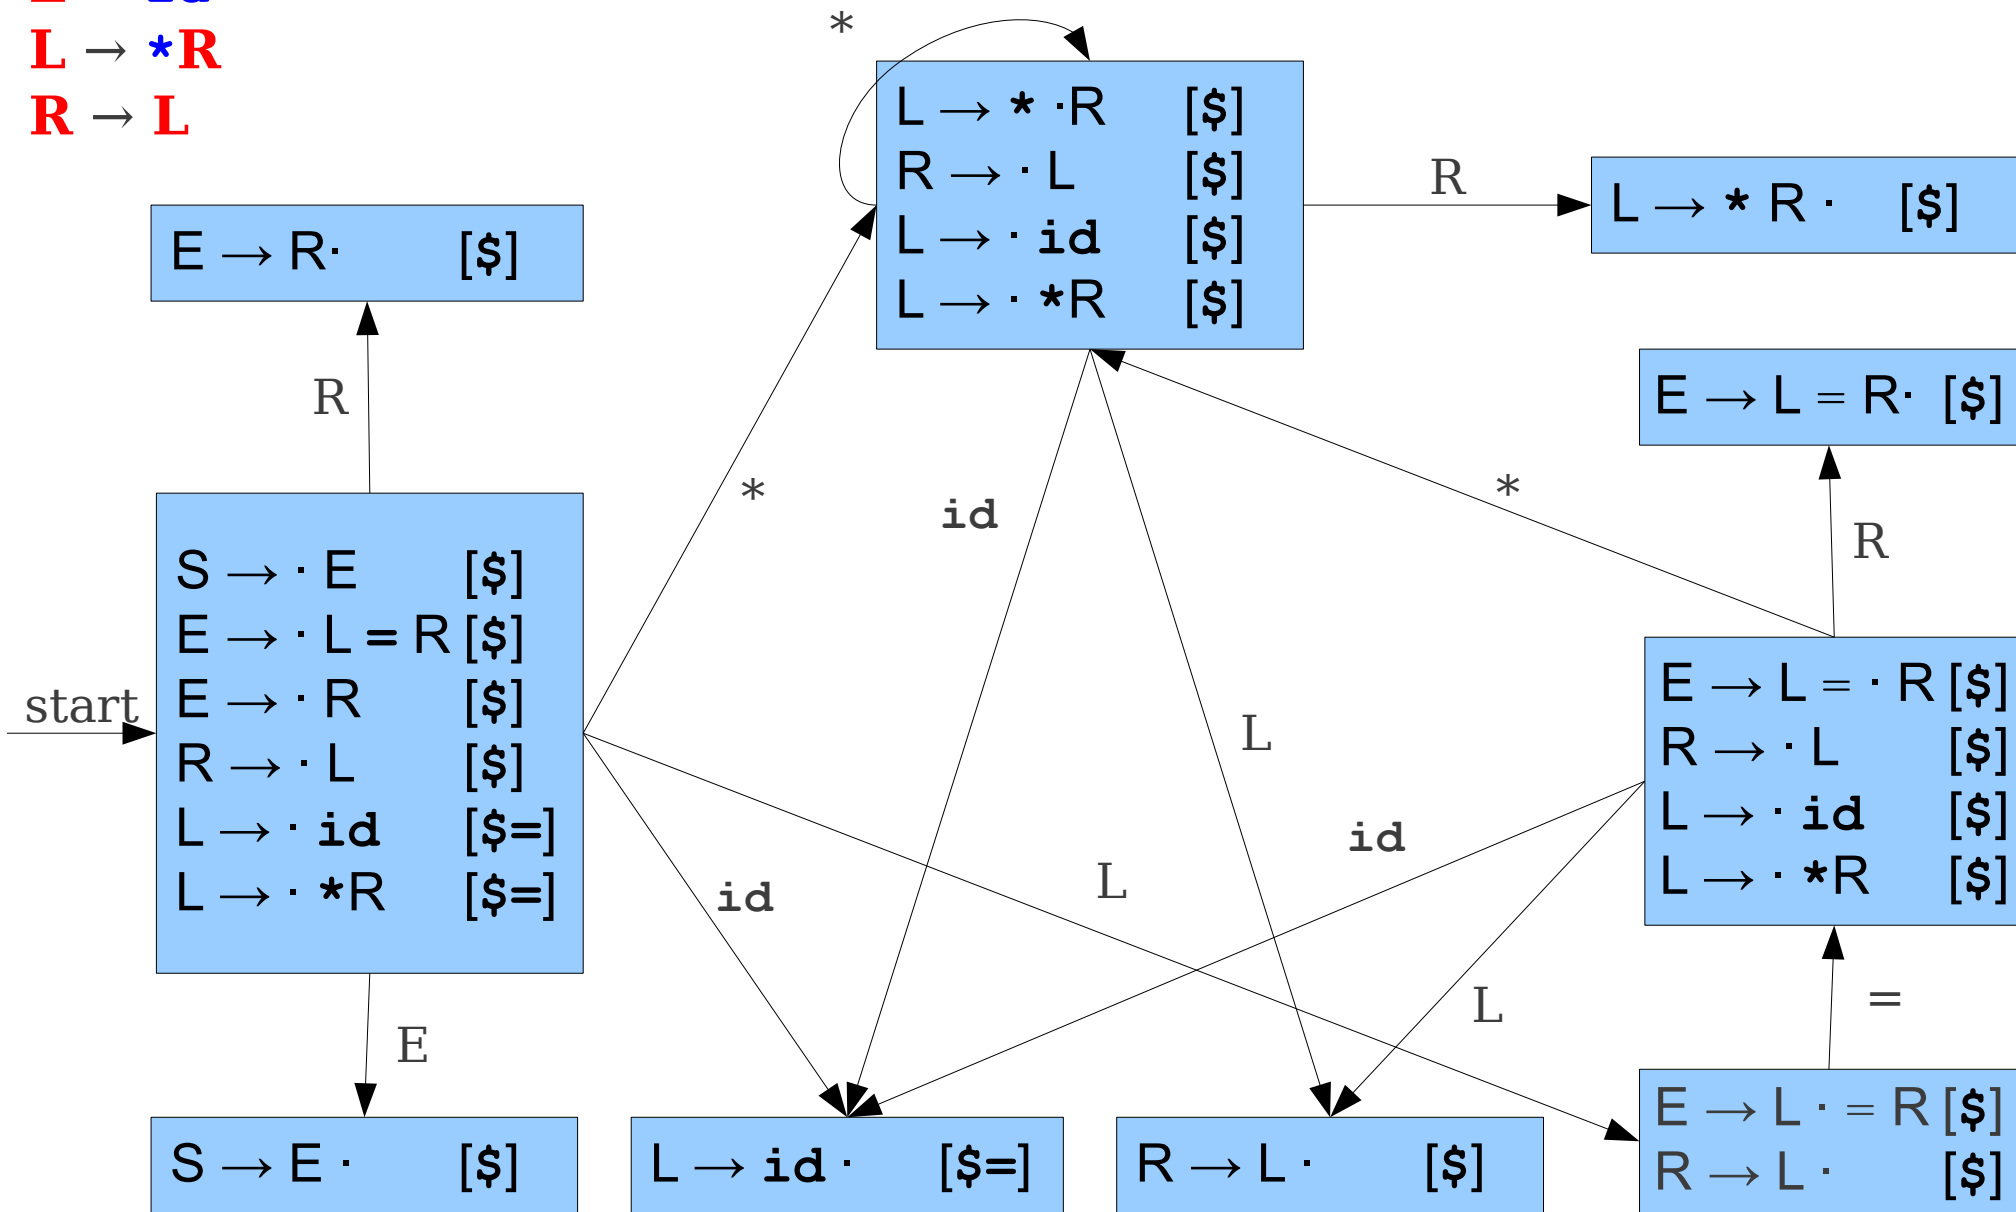 L → *R
R → L
*
L → * ·R [$]
R → · L [$]
L → · id [$]
L → · *R [$]
R
L → * R · [$]
E → R· [$]
R
E → L = R· [$]
R
*
id
*
start
S → · E [$]
E → · L = R [$]
E → · R [$]
R → · L [$]
L → · id [$=]
L → · *R [$=]
E → L = · R [$]
R → · L [$]
L → · id [$]
L → · *R [$]
L
id
id
L
L
=
E
S → E · [$]
L → id · [$=]
R → L · [$]
E → L · = R [$]
R → L · [$]